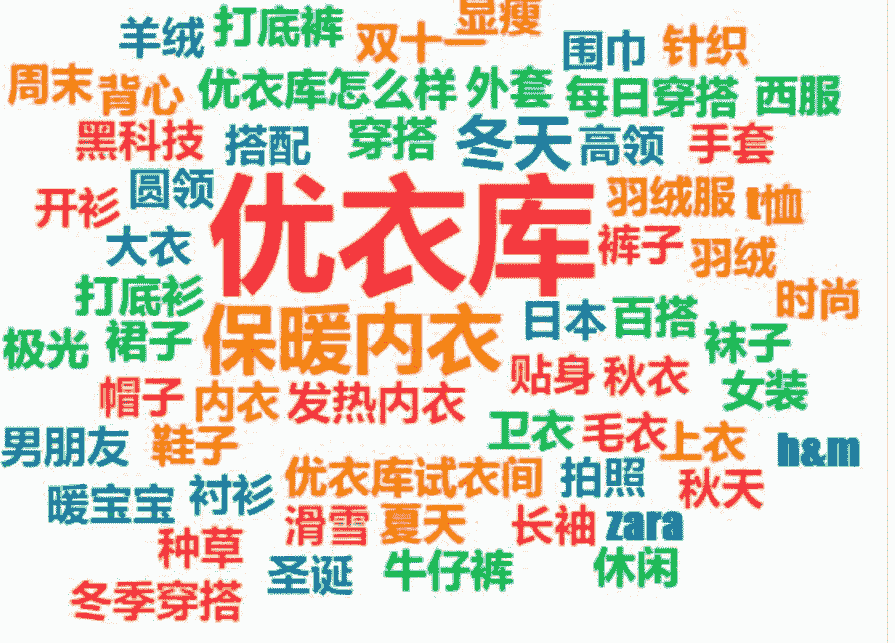 显瘦
羊绒 打底裤 双十一 围巾 针织
周末 背心 优衣库怎么样 外套 每日穿搭 西服
黑科技 搭配 穿搭 冬天 高领 手套
开衫 圆领 优衣库 羽绒服 t恤
大衣 裤子 羽绒
打底衫 时尚
极光 裙子 保暖内衣 日本 百搭 袜子
帽子 内衣 发热内衣 贴身 秋衣 女装
男朋友 鞋子 卫衣 毛衣 上衣 h&m
暖宝宝 衬衫 优衣库试衣间 拍照 秋天
种草 滑雪 夏天 长袖 zara
冬季穿搭 圣诞 牛仔裤 休闲